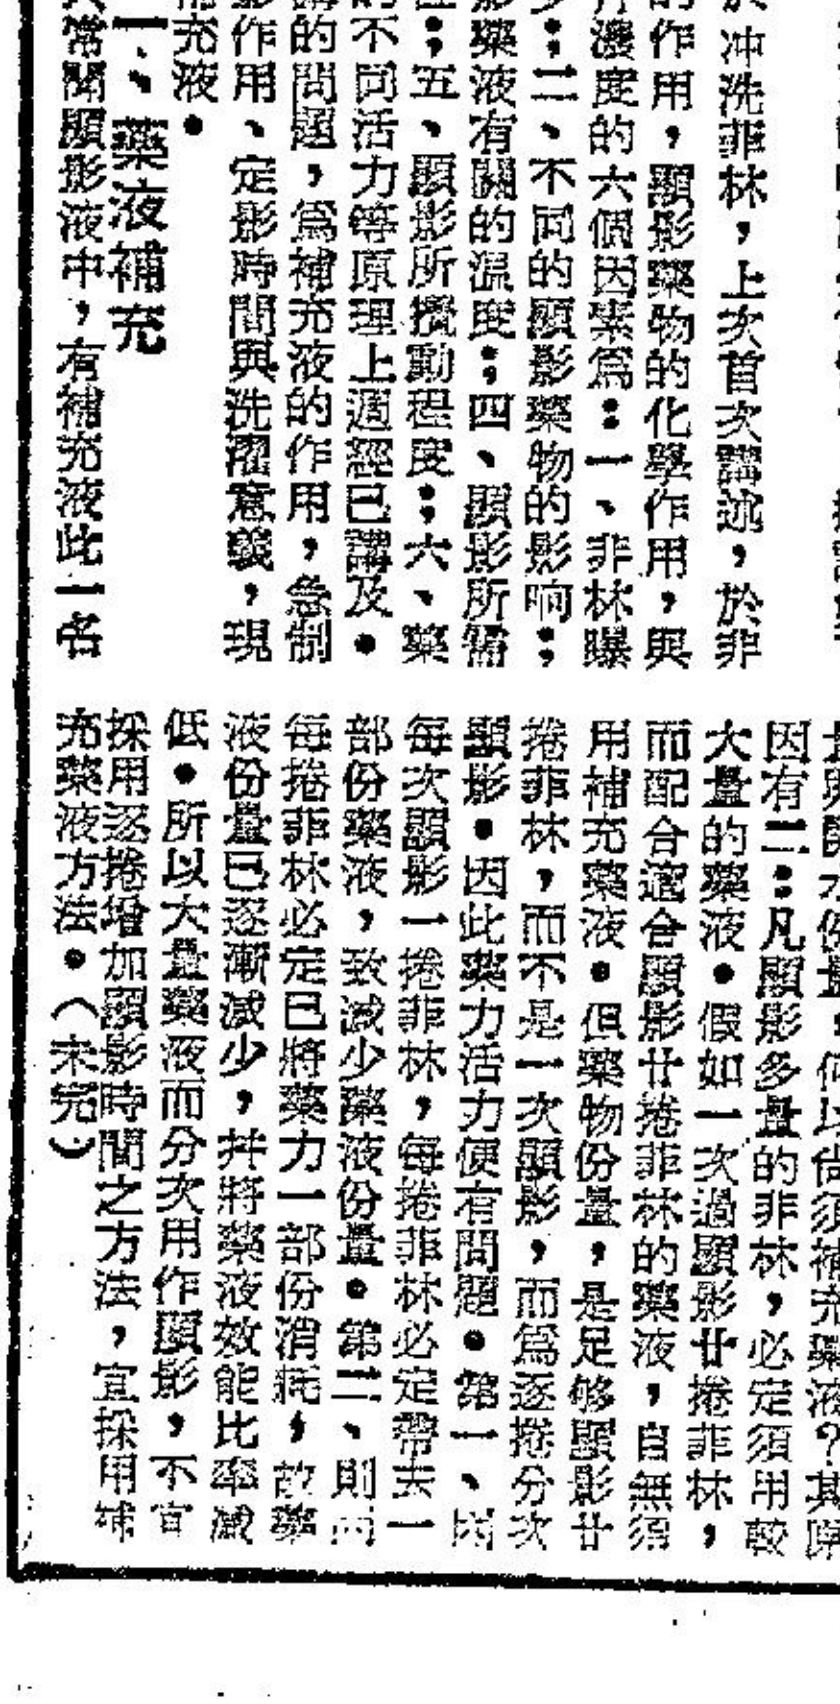 冲洗菲林，上次首次講述，於非
的作用，顯影藥物的化學作用，與
濃度的六個因素爲：一、非林曝
少；二、不同的顯影藥物的影响；
影藥液有關的温度；四、顯影所需
；五、顯影所攪動程度；六、藥
的不同活力等原理上週經已講及。
的問題，爲補充液的作用，急制
影作用、定影時間與洗濯意義，現
充液。
一、藥液補充
常聞顯影液中，有補充液此一名
因有二：凡顯影多量的非林，必定須用較
大量的藥液。假如一次過顯影廿捲菲林，
而配合適合顯影廿捲菲林的藥液，自無須
用補充藥液。但藥物份量，是足够顯影廿
捲菲林，而不是一次顯影，而爲逐捲分次
顯影。因此藥力活力便有問題。第一、因
每次顯影一捲菲林，每捲菲林必定帶去一
部份藥液，致減少藥液份量。第二、則因
每捲菲林必定已將藥力一部份消耗，故藥
液份量已逐漸減少，幷將藥液效能比率減
低。所以大量藥液而分次用作顯影，不宜
採用逐捲增加顯影時間之方法，宜採用補
充藥液方法。（未完）